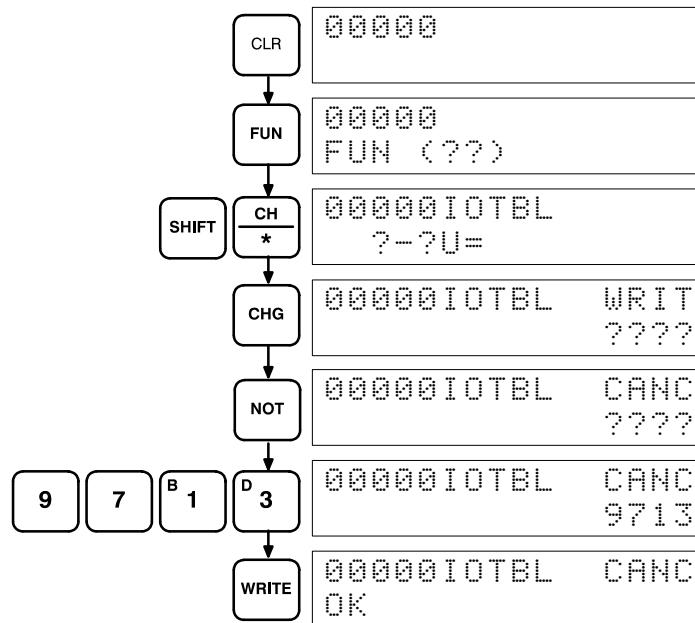 CLR
00000
FUN
00000
FUN (??)
SHIFT
CH
*
00000IOTBL
?-?U=
CHG
00000IOTBL WRIT
????
NOT
00000IOTBL CANC
????
9
7
B 1
D 3
00000IOTBL CANC
9713
WRITE
00000IOTBL CANC
OK